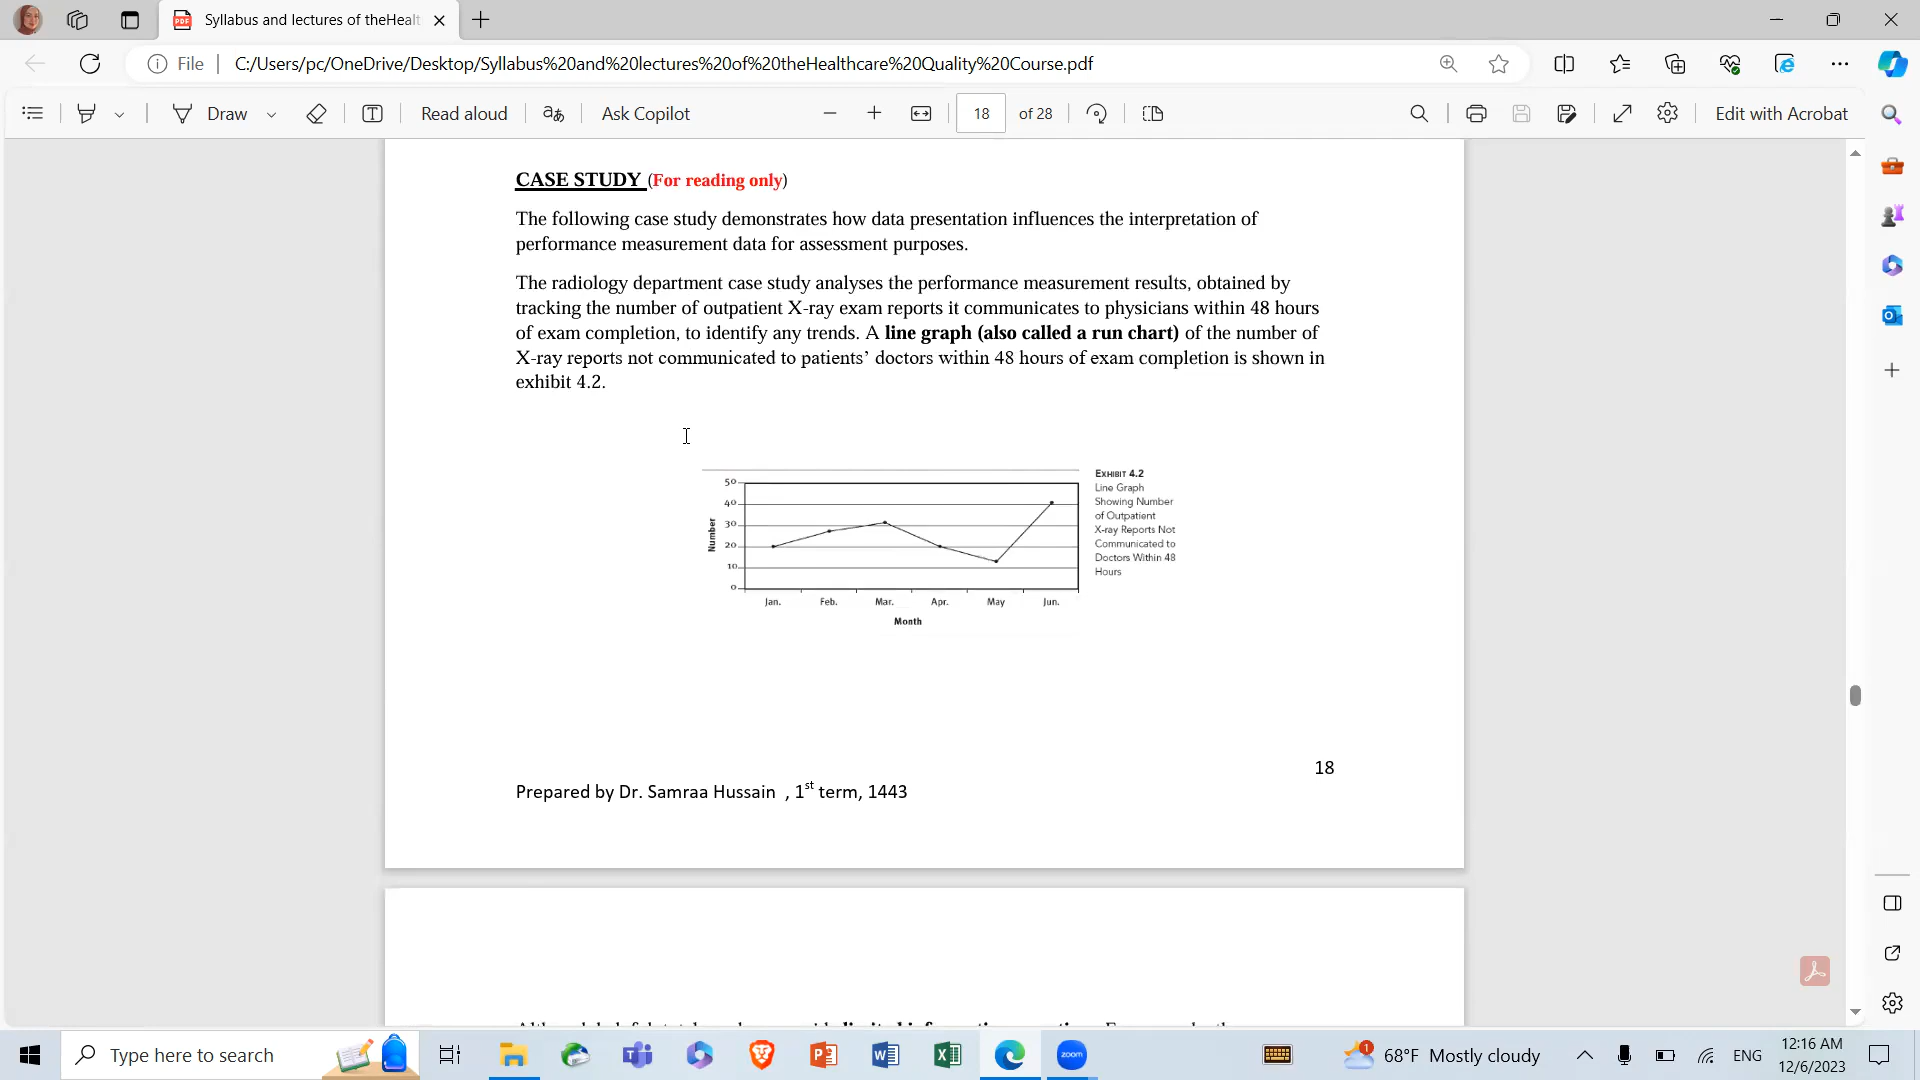 Syllabus and lectures of theHealt
File
C:/Users/pc/OneDrive/Desktop/Syllabus%20and%20lectures%20of%20theHealthcare%20Quality%20Course.pdf
Draw
Read aloud
Ask Copilot
18
of 28
Edit with Acrobat
CASE STUDY (For reading only)
The following case study demonstrates how data presentation influences the interpretation of
performance measurement data for assessment purposes.
The radiology department case study analyses the performance measurement results, obtained by
tracking the number of outpatient X-ray exam reports it communicates to physicians within 48 hours
of exam completion, to identify any trends. A line graph (also called a run chart) of the number of
X-ray reports not communicated to patients’ doctors within 48 hours of exam completion is shown in
exhibit 4.2.
EXHIBIT 4.2
Line Graph
Showing Number
of Outpatient
X-ray Reports Not
Communicated to
Doctors Within 48
Hours
50
40
30
20
10
0
Number
Jan. Feb. Mar. Apr. May Jun.
Month
18
Prepared by Dr. Samraa Hussain , 1st term, 1443
Type here to search
zoom
68°F Mostly cloudy
ENG
12:16 AM
12/6/2023